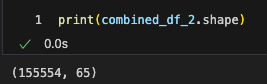 1 print(combined_df_2.shape)
✓ 0.0s
(155554, 65)